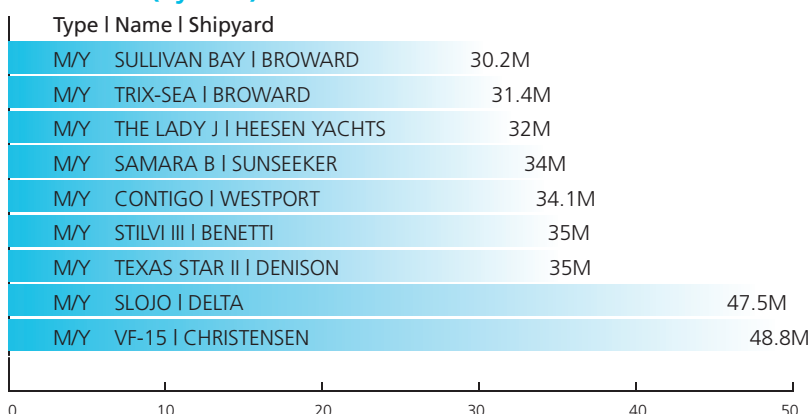 Type | Name | Shipyard
M/Y SULLIVAN BAY | BROWARD 30.2M
M/Y TRIX-SEA | BROWARD 31.4M
M/Y THE LADY J | HEESEN YACHTS 32M
M/Y SAMARA B | SUNSEEKER 34M
M/Y CONTIGO | WESTPORT 34.1M
M/Y STILVI III | BENETTI 35M
M/Y TEXAS STAR II | DENISON 35M
M/Y SLOJO | DELTA 47.5M
M/Y VF-15 | CHRISTENSEN 48.8M
0 10 20 30 40 50